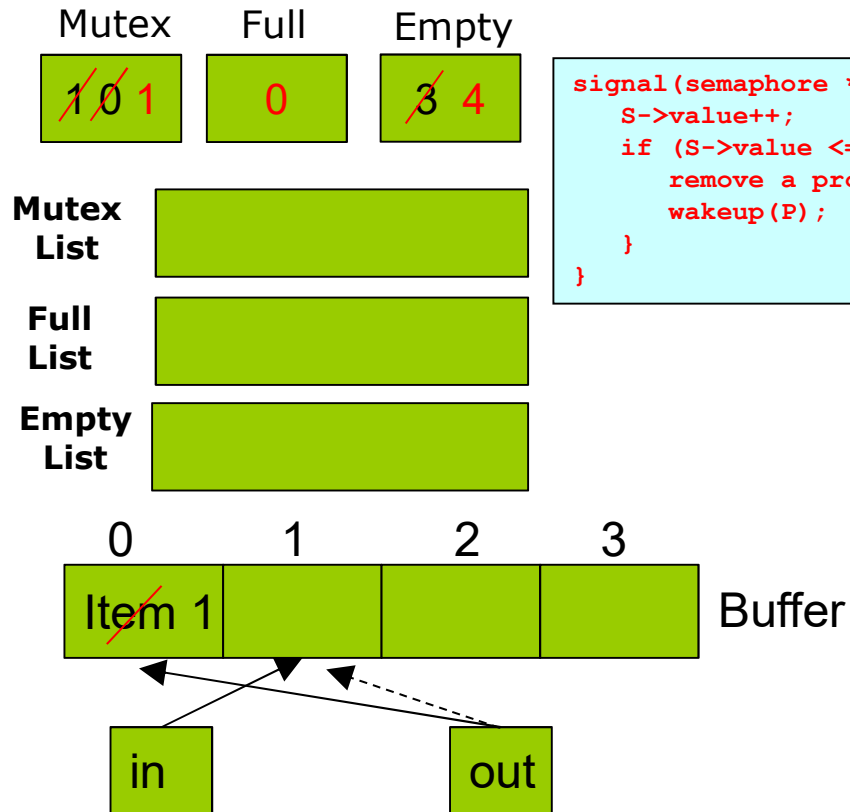 Mutex Full Empty
1 0 1 0 3 4
signal(semaphore *
S->value++;
if (S->value <=
remove a pro
wakeup(P);
}
}
Mutex
List
Full
List
Empty
List
0 1 2 3
Item 1
Buffer
in out